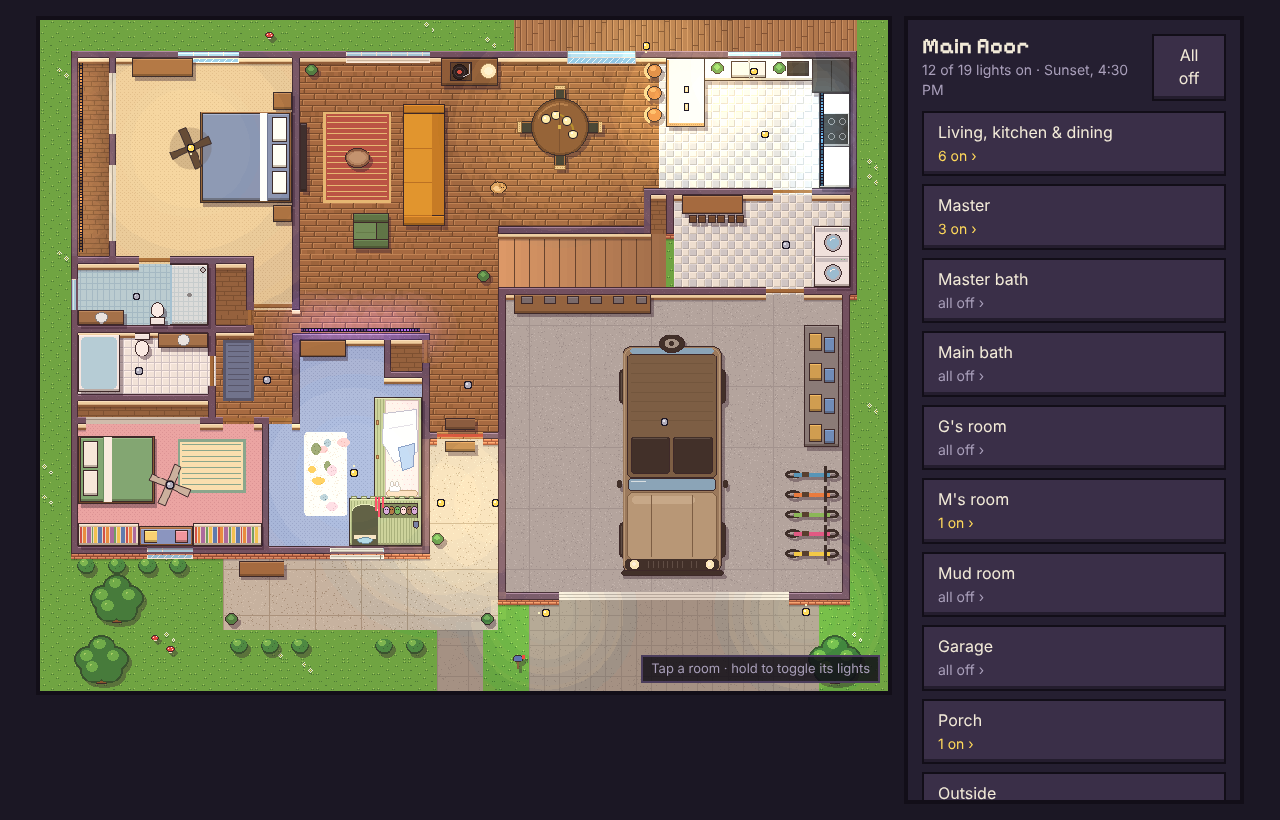 Main floor
12 of 19 lights on · Sunset, 4:30
PM
All
off
Living, kitchen & dining
6 on ›
Master
3 on ›
Master bath
all off ›
Main bath
all off ›
G's room
all off ›
M's room
1 on ›
Mud room
all off ›
Garage
all off ›
Porch
1 on ›
Outside
Tap a room · hold to toggle its lights